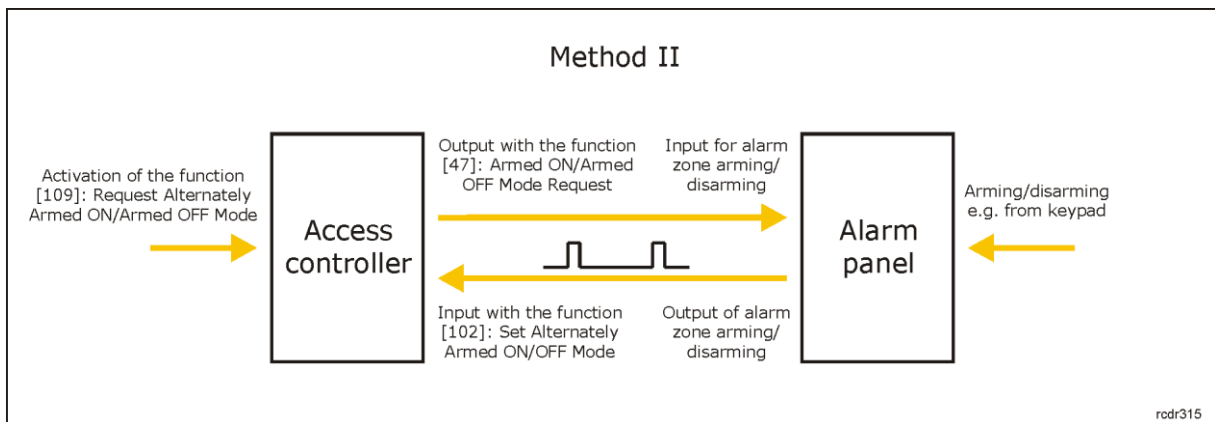 Method II
Activation of the function
[109]: Request Alternately
Armed ON/Armed OFF Mode
Access
controller
Output with the function
[47]: Armed ON/Armed
OFF Mode Request
Input for alarm
zone arming/
disarming
Input with the function
[102]: Set Alternately
Armed ON/OFF Mode
Output of alarm
zone arming/
disarming
Alarm
panel
Arming/disarming
e.g. from keypad
rcdr315